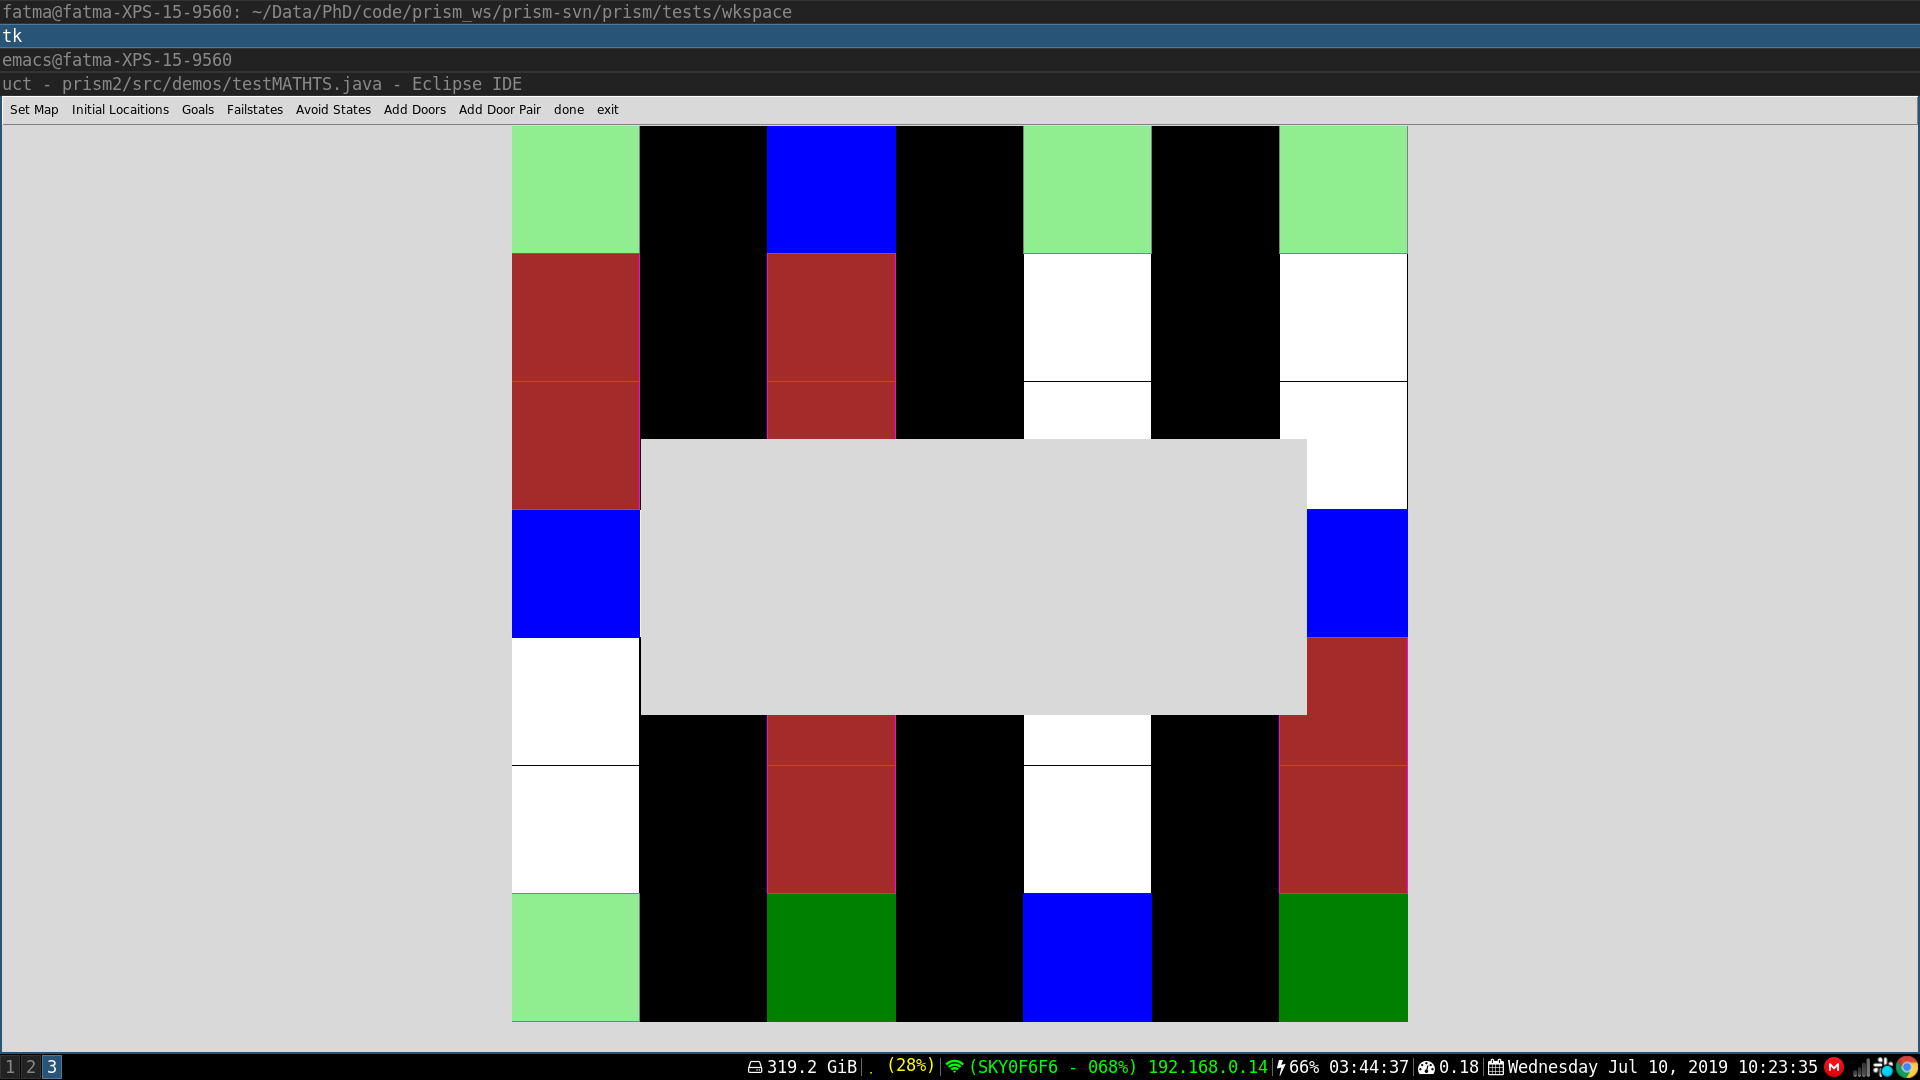 fatma@fatma-XPS-15-9560: ~/Data/PhD/code/prism_ws/prism-svn/prism/tests/wkspace
tk
emacs@fatma-XPS-15-9560
uct - prism2/src/demos/testMATHTS.java - Eclipse IDE
Set Map Initial Locaitions Goals Failstates Avoid States Add Doors Add Door Pair done exit
1 2 3 319.2 GiB . (28%) (SKY0F6F6 - 068%) 192.168.0.14 66% 03:44:37 0.18 Wednesday Jul 10, 2019 10:23:35